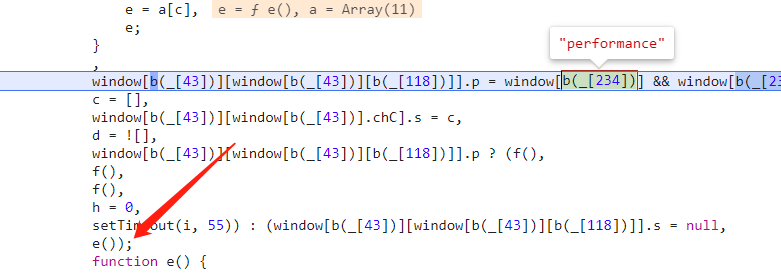 e = a[c], e = ƒ e(), a = Array(11)
e;
}
"performance"
,
window[b(_[43])][window[b(_[43])][b(_[118])]].p = window[b(_[234])] && window[b(_[23
c = [],
window[b(_[43])][window[b(_[43])].chC].s = c,
d = ![],
window[b(_[43])][window[b(_[43])][b(_[118])]].p ? (f(),
f(),
f(),
h = 0,
setTimeout(i, 55)) : (window[b(_[43])][window[b(_[43])][b(_[118])]].s = null,
e());
function e() {